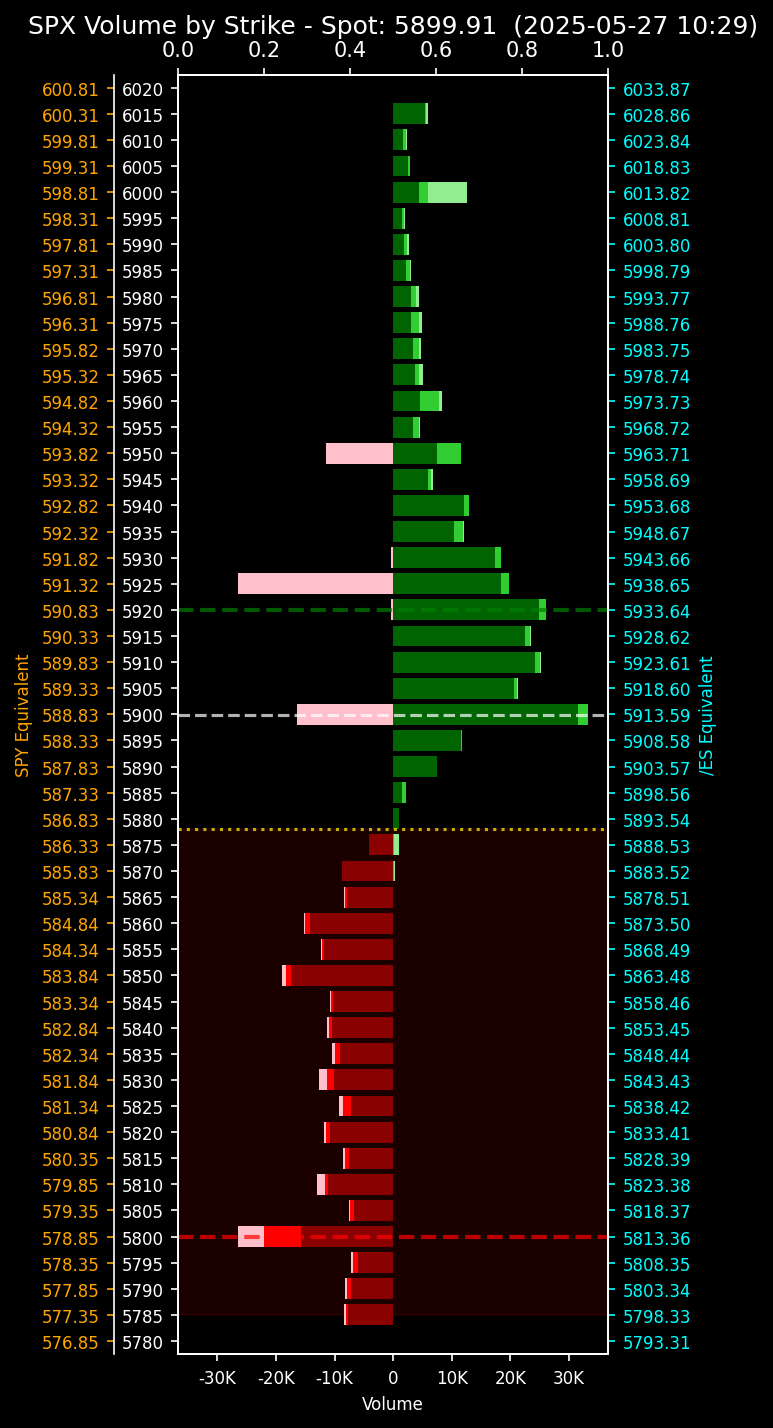 SPX Volume by Strike - Spot: 5899.91 (2025-05-27 10:29)
0.0 0.2 0.4 0.6 0.8 1.0
600.81 6020 6033.87
600.31 6015 6028.86
599.81 6010 6023.84
599.31 6005 6018.83
598.81 6000 6013.82
598.31 5995 6008.81
597.81 5990 6003.80
597.31 5985 5998.79
596.81 5980 5993.77
596.31 5975 5988.76
595.82 5970 5983.75
595.32 5965 5978.74
594.82 5960 5973.73
594.32 5955 5968.72
593.82 5950 5963.71
593.32 5945 5958.69
592.82 5940 5953.68
592.32 5935 5948.67
591.82 5930 5943.66
591.32 5925 5938.65
590.83 5920 5933.64
590.33 5915 5928.62
589.83 5910 5923.61
589.33 5905 5918.60
588.83 5900 5913.59
588.33 5895 5908.58
587.83 5890 5903.57
587.33 5885 5898.56
586.83 5880 5893.54
586.33 5875 5888.53
585.83 5870 5883.52
585.34 5865 5878.51
584.84 5860 5873.50
584.34 5855 5868.49
583.84 5850 5863.48
583.34 5845 5858.46
582.84 5840 5853.45
582.34 5835 5848.44
581.84 5830 5843.43
581.34 5825 5838.42
580.84 5820 5833.41
580.35 5815 5828.39
579.85 5810 5823.38
579.35 5805 5818.37
578.85 5800 5813.36
578.35 5795 5808.35
577.85 5790 5803.34
577.35 5785 5798.33
576.85 5780 5793.31
SPY Equivalent
/ES Equivalent
-30K -20K -10K 0 10K 20K 30K
Volume